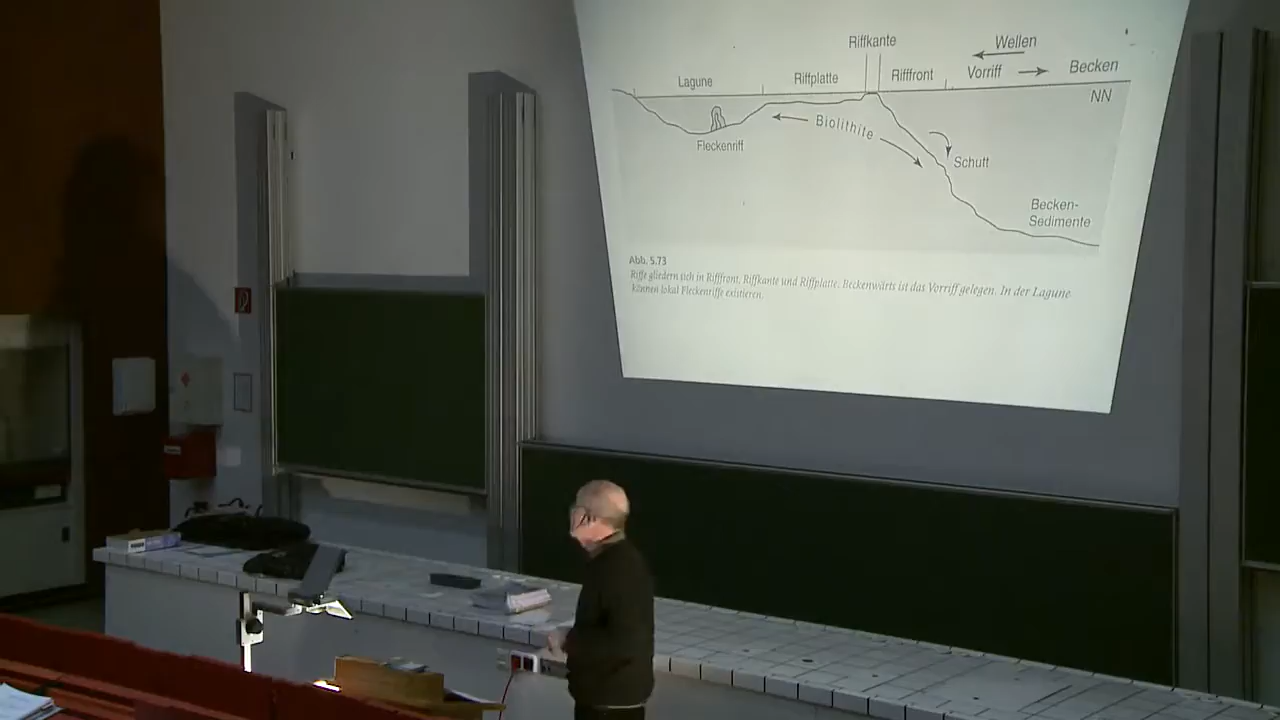 Riffkante
Wellen
Lagune
Riffplatte
Rifffront
Vorriff
Becken
NN
Biolithite
Fleckenriff
Schutt
Becken-
Sedimente
Abb. 5.73
Riffe gliedern sich in Rifffront, Riffkante und Riffplatte. Beckenwärts ist das Vorriff gelegen. In der Lagune
können lokal Fleckenriffe existieren.